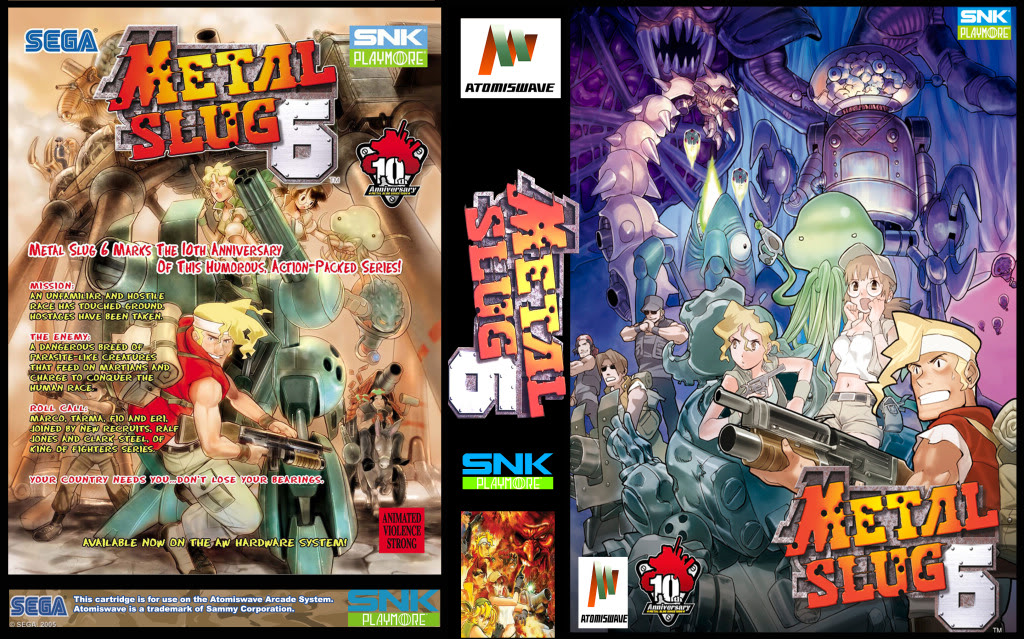 SEGA
SNK
PLAYMORE
METAL
SLUG
6
TM
10th
Anniversary
METAL SLUG 6 MARKS THE 10TH ANNIVERSARY
OF THIS HUMOROUS, ACTION-PACKED SERIES!
MISSION:
AN UNFAMILIAR AND HOSTILE
RACE HAS TOUCHED GROUND.
HOSTAGES HAVE BEEN TAKEN.
THE ENEMY:
A DANGEROUS BREED OF
PARASITE-LIKE CREATURES
THAT FEED ON MARTIANS AND
CHARGE TO CONQUER THE
HUMAN RACE.
ROLL CALL:
MARCO, TARMA, FIO AND ERI,
JOINED BY NEW RECRUITS, RALF
JONES AND CLARK STEEL, OF
KING OF FIGHTERS SERIES.
YOUR COUNTRY NEEDS YOU...DON'T LOSE YOUR BEARINGS.
ANIMATED
VIOLENCE
STRONG
AVAILABLE NOW ON THE AW HARDWARE SYSTEM!
SEGA
This cartridge is for use on the Atomiswave Arcade System.
Atomiswave is a trademark of Sammy Corporation.
SNK
PLAYMORE
© SEGA 2005
ATOMISWAVE
METAL
SLUG
6
SNK
PLAYMORE
SNK
PLAYMORE
ATOMISWAVE
10th
Anniversary
METAL
SLUG
6
TM